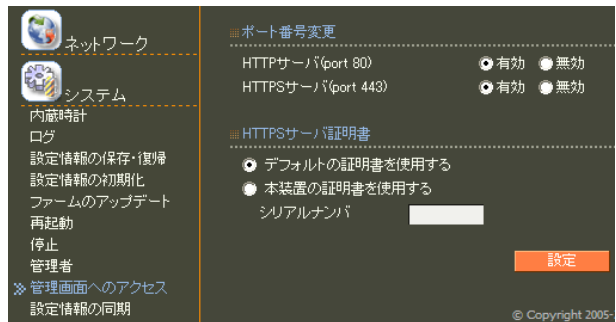 ネットワーク
システム
内蔵時計
ログ
設定情報の保存・復帰
設定情報の初期化
ファームのアップデート
再起動
停止
管理者
管理画面へのアクセス
設定情報の同期
ポート番号変更
HTTPサーバ(port 80) 有効 無効
HTTPSサーバ(port 443) 有効 無効
HTTPSサーバ証明書
デフォルトの証明書を使用する
本装置の証明書を使用する
シリアルナンバ
設定
© Copyright 2005-